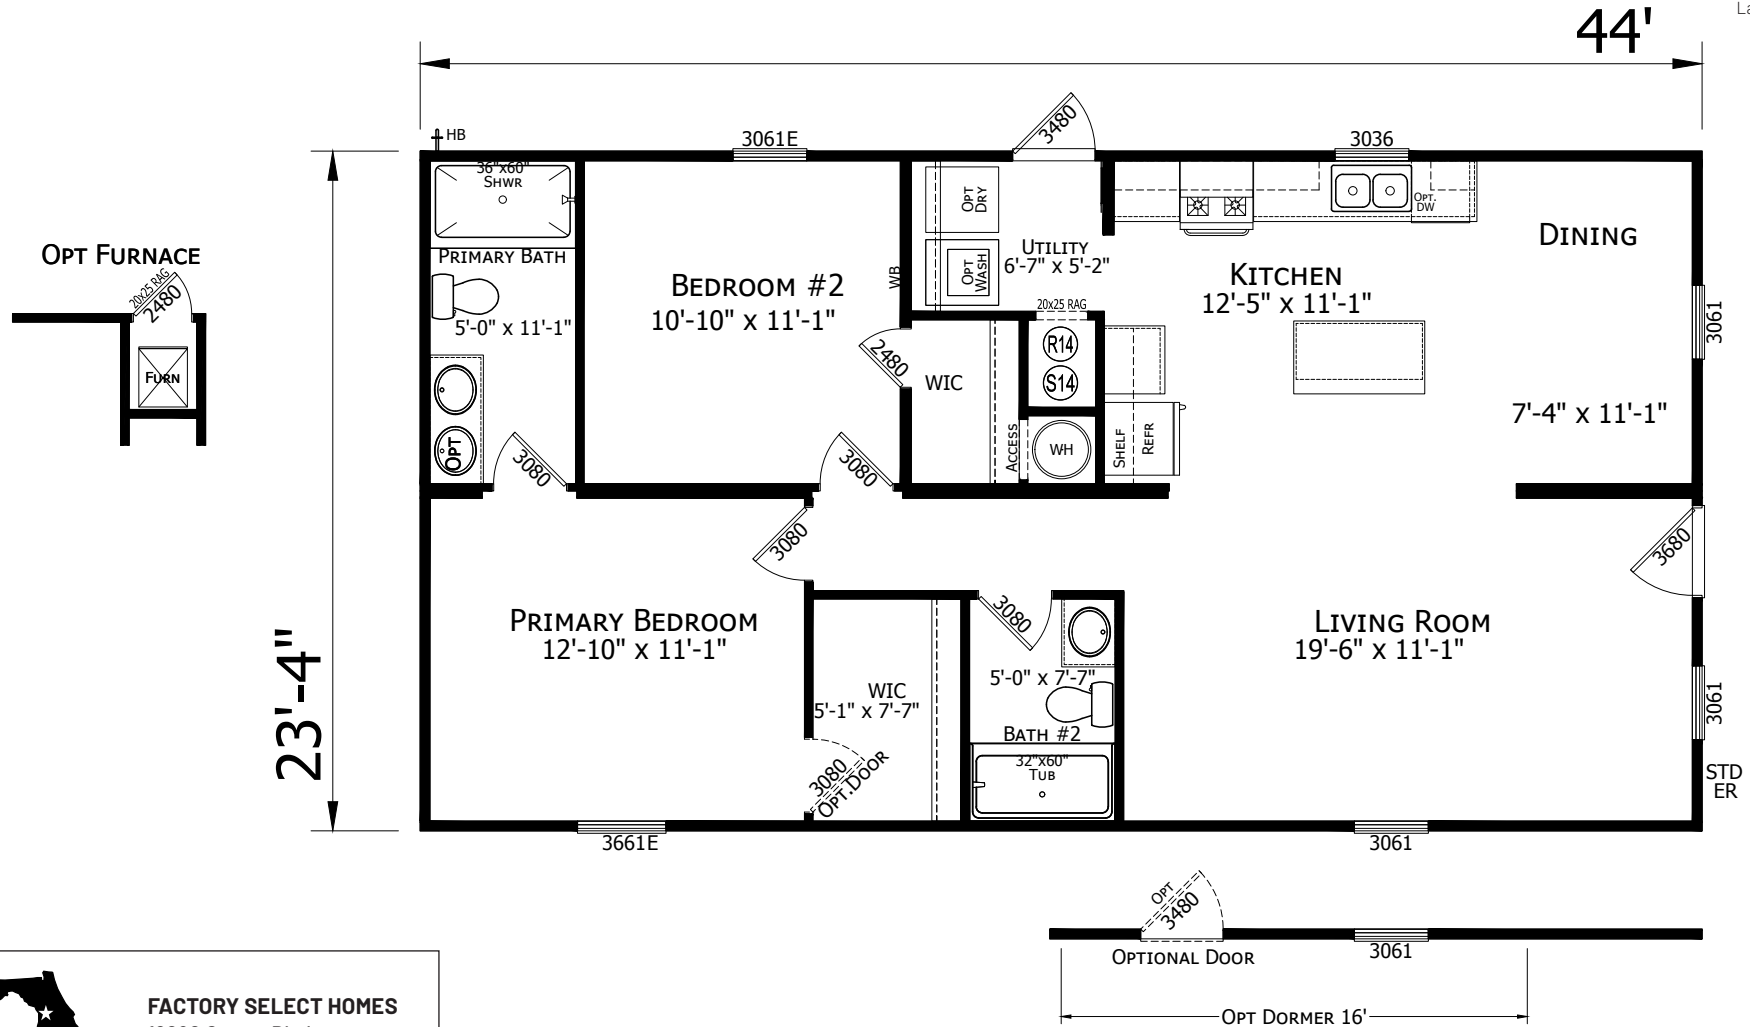 La
44'
HB
3061E
3480
3036
36"x60"
SHWR
OPT
DRY
OPT.
DW
DINING
OPT FURNACE
20x25 RAG
2480
FURN
PRIMARY BATH
5'-0" x 11'-1"
OPT
BEDROOM #2
10'-10" x 11'-1"
WB
OPT
WASH
UTILITY
6'-7" x 5'-2"
20x25 RAG
KITCHEN
12'-5" x 11'-1"
3061
R14
S14
2480
WIC
7'-4" x 11'-1"
ACCESS
WH
SHELF
REFR
3080
3080
3080
3680
23'-4"
PRIMARY BEDROOM
12'-10" x 11'-1"
3080
LIVING ROOM
19'-6" x 11'-1"
WIC
5'-1" x 7'-7"
5'-0" x 7'-7"
BATH #2
3061
32"x60"
TUB
3080
OPT.DOOR
STD
ER
3661E
3061
OPT
3480
OPTIONAL DOOR
3061
OPT DORMER 16'
FACTORY SELECT HOMES